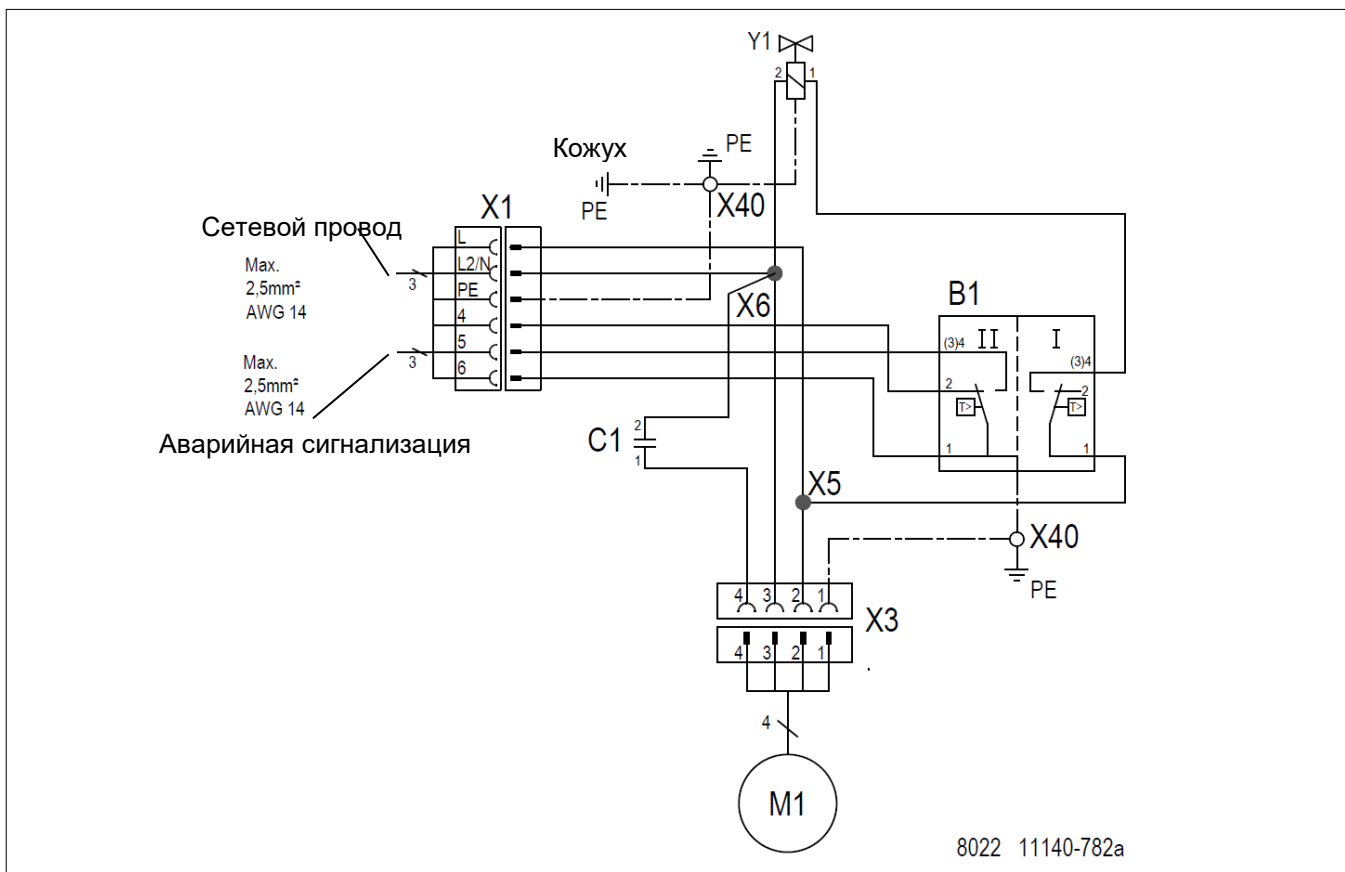 Y1
2
1
PE
Кожух
PE
X40
X1
Сетевой провод
L
Max.
2,5mm²
AWG 14
3
L2/N
PE
4
5
6
3
Max.
2,5mm²
AWG 14
Аварийная сигнализация
X6
B1
II
I
(3)4
(3)4
2
2
T>
T>
1
1
C1
2
1
X5
X40
PE
4
3
2
1
X3
4
3
2
1
4
M1
8022 11140-782a